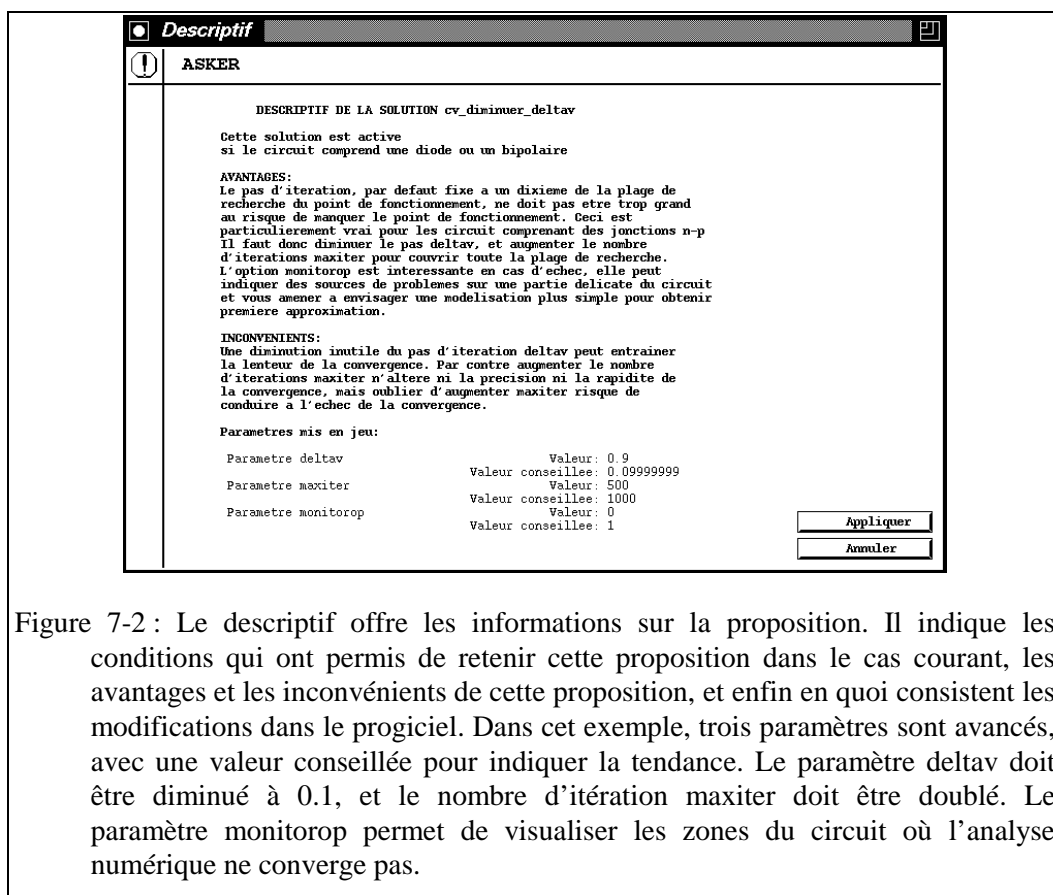 Descriptif
ASKER
DESCRIPTIF DE LA SOLUTION cv_diminuer_deltav
Cette solution est active
si le circuit comprend une diode ou un bipolaire
AVANTAGES:
Le pas d'iteration, par defaut fixe a un dixieme de la plage de
recherche du point de fonctionnement, ne doit pas etre trop grand
au risque de manquer le point de fonctionnement. Ceci est
particulierement vrai pour les circuit comprenant des jonctions n-p
Il faut donc diminuer le pas deltav, et augmenter le nombre
d'iterations maxiter pour couvrir toute la plage de recherche.
L'option monitorop est interessante en cas d'echec, elle peut
indiquer des sources de problemes sur une partie delicate du circuit
et vous amener a envisager une modelisation plus simple pour obtenir
premiere approximation.
INCONVENIENTS:
Une diminution inutile du pas d'iteration deltav peut entrainer
la lenteur de la convergence. Par contre augmenter le nombre
d'iterations maxiter n'altere ni la precision ni la rapidite de
la convergence, mais oublier d'augmenter maxiter risque de
conduire a l'echec de la convergence.
Parametres mis en jeu:
Parametre deltav Valeur: 0.9
Valeur conseillee: 0.09999999
Parametre maxiter Valeur: 500
Valeur conseillee: 1000
Parametre monitorop Valeur: 0
Valeur conseillee: 1
Appliquer
Annuler
Figure 7-2 : Le descriptif offre les informations sur la proposition. Il indique les
conditions qui ont permis de retenir cette proposition dans le cas courant, les
avantages et les inconvénients de cette proposition, et enfin en quoi consistent les
modifications dans le progiciel. Dans cet exemple, trois paramètres sont avancés,
avec une valeur conseillée pour indiquer la tendance. Le paramètre deltav doit
être diminué à 0.1, et le nombre d'itération maxiter doit être doublé. Le
paramètre monitorop permet de visualiser les zones du circuit où l'analyse
numérique ne converge pas.